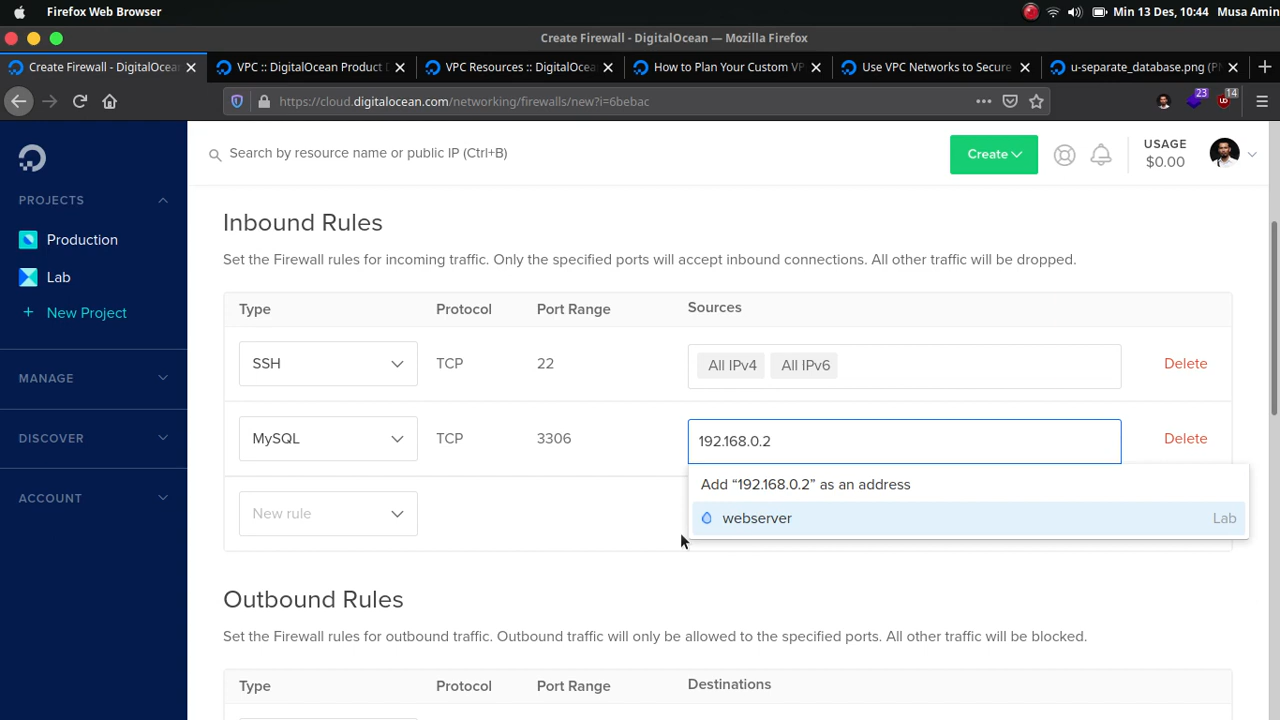 Firefox Web Browser
Min 13 Des, 10:44 Musa Amin
Create Firewall - DigitalOcean — Mozilla Firefox
Create Firewall - DigitalOcean
VPC :: DigitalOcean Product D
VPC Resources :: DigitalOcean
How to Plan Your Custom VP
Use VPC Networks to Secure
u-separate_database.png (PN
https://cloud.digitalocean.com/networking/firewalls/new?i=6bebac
23
14
Search by resource name or public IP (Ctrl+B)
Create
USAGE
$0.00
PROJECTS
Production
Lab
+ New Project
MANAGE
DISCOVER
ACCOUNT
Inbound Rules
Set the Firewall rules for incoming traffic. Only the specified ports will accept inbound connections. All other traffic will be dropped.
Type Protocol Port Range Sources
SSH TCP 22 All IPv4 All IPv6 Delete
MySQL TCP 3306 192.168.0.2 Delete
Add “192.168.0.2” as an address
webserver Lab
New rule
Outbound Rules
Set the Firewall rules for outbound traffic. Outbound traffic will only be allowed to the specified ports. All other traffic will be blocked.
Type Protocol Port Range Destinations